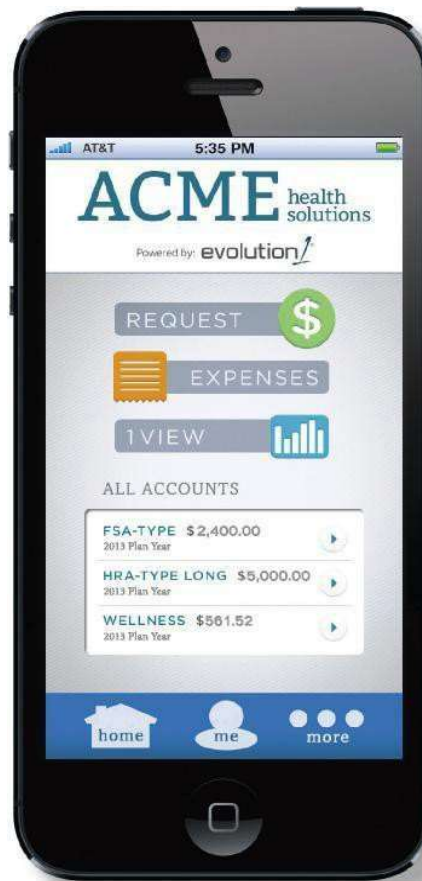 AT&T 5:35 PM
ACME health
solutions
Powered by: evolution1
REQUEST $
EXPENSES
1VIEW
ALL ACCOUNTS
FSA-TYPE $2,400.00
2013 Plan Year
HRA-TYPE LONG $5,000.00
2013 Plan Year
WELLNESS $561.52
2013 Plan Year
home me more